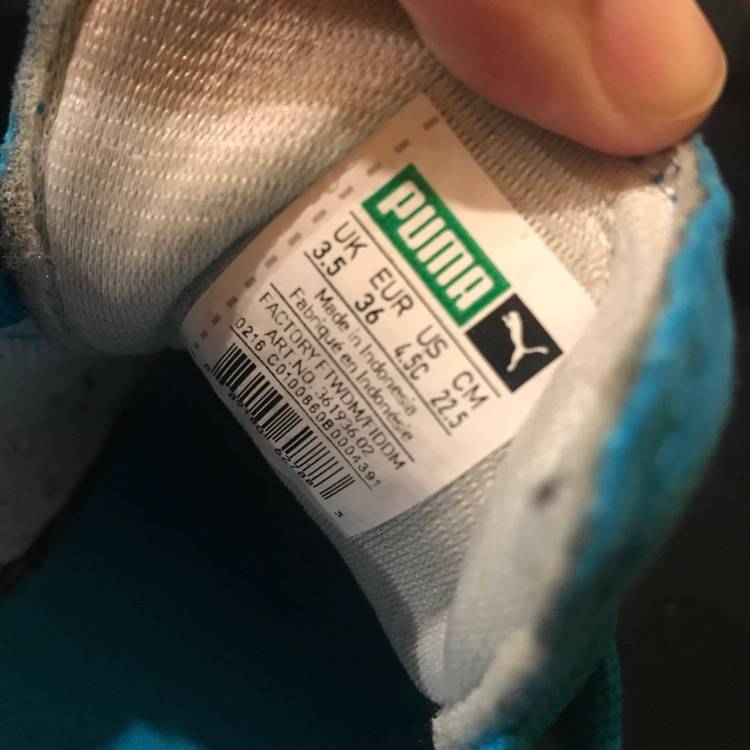 PUMA
UK EUR US CM
3.5 36 4.5C 22.5
Made in Indonesia
Fabriqué en Indonésie
FACTORY FTWDM/FIDDM
ART.NO. 361936 02
0216 C0100860B0004391